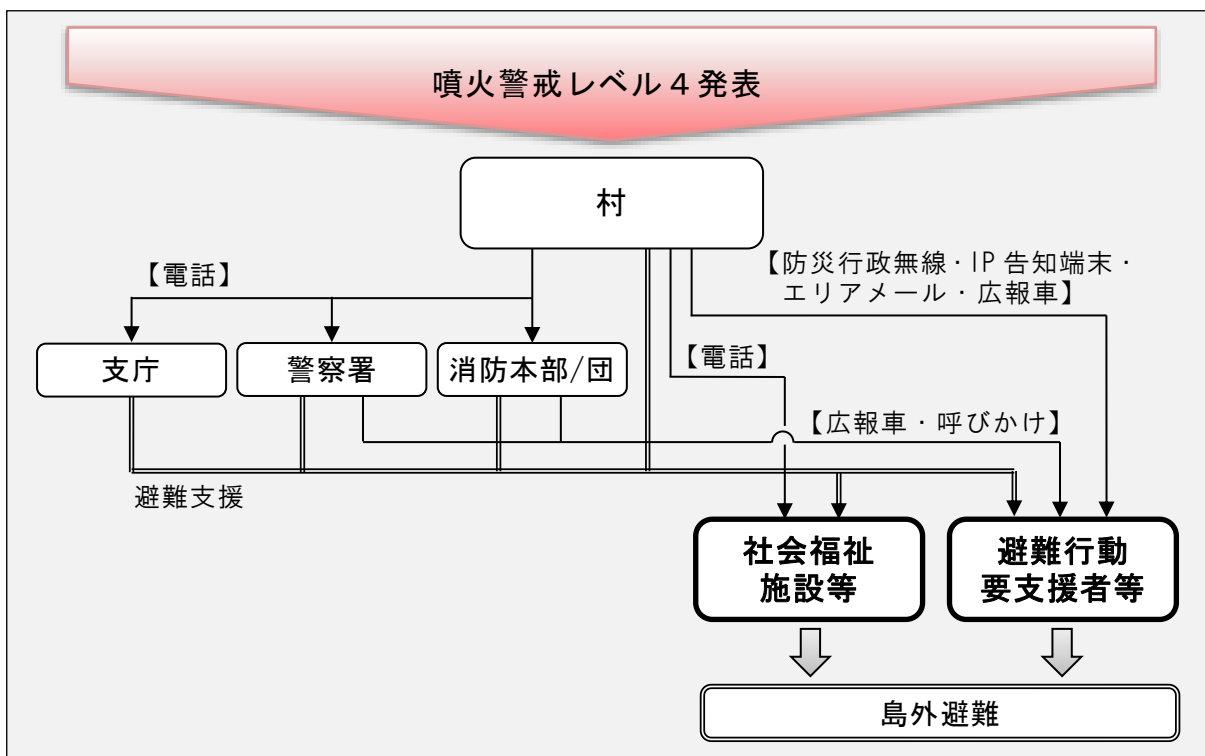 噴火警戒レベル４発表
村
【電話】
【防災行政無線・IP 告知端末・
エリアメール・広報車】
支庁
警察署
消防本部/団
【電話】
【広報車・呼びかけ】
避難支援
社会福祉
施設等
避難行動
要支援者等
島外避難